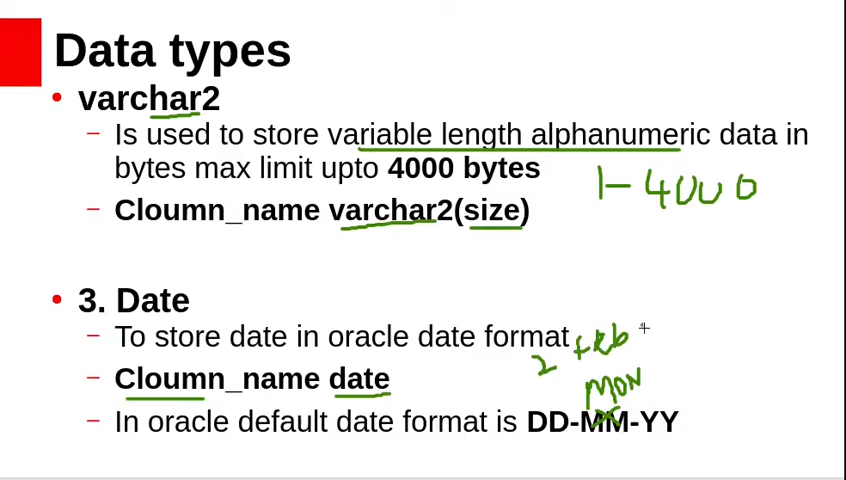 Data types
varchar2
– Is used to store variable length alphanumeric data in
bytes max limit upto 4000 bytes
1-4000
– Cloumn_name varchar2(size)
3. Date
– To store date in oracle date format
2 feb
– Cloumn_name date
MON
– In oracle default date format is DD-MM-YY